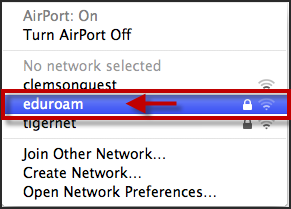 AirPort: On
Turn AirPort Off
No network selected
clemsonguest
eduroam
tigernet
Join Other Network...
Create Network...
Open Network Preferences...